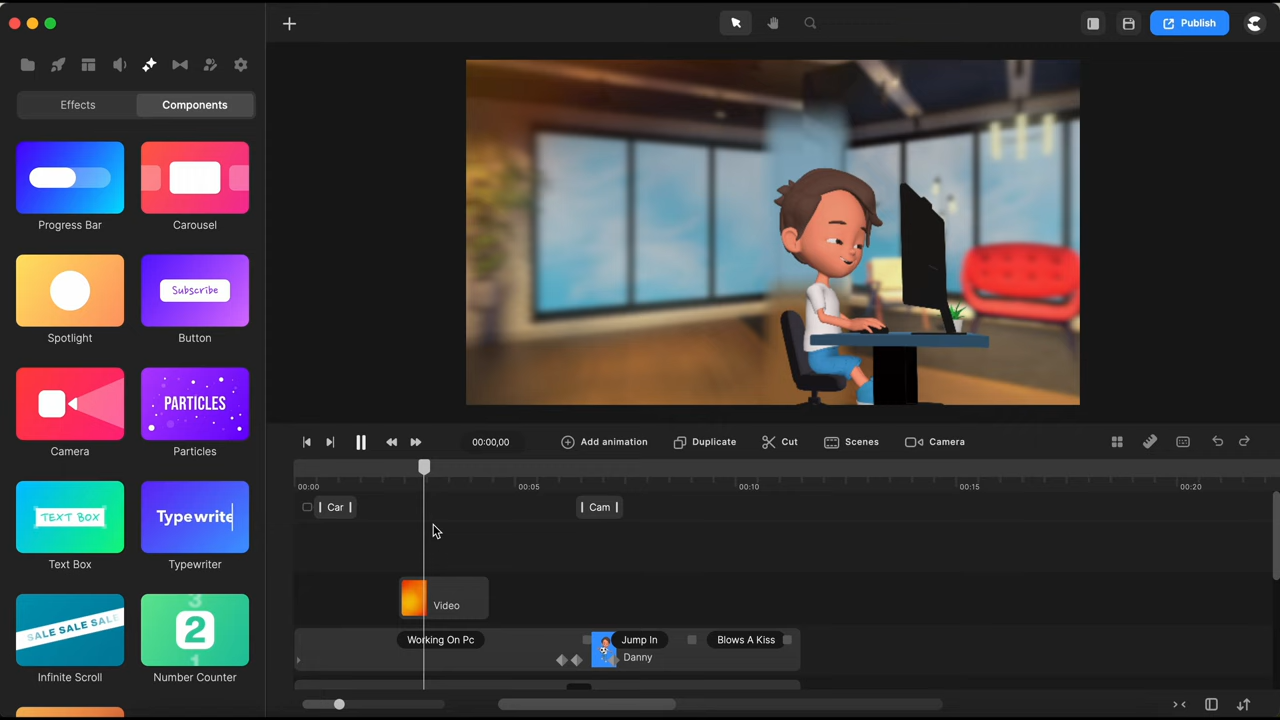 Publish
Effects
Components
Progress Bar
Carousel
Subscribe
Spotlight
Button
PARTICLES
Camera
Particles
TEXT BOX
Typewrite
Text Box
Typewriter
SALE SALE SALE
3
2
1
Infinite Scroll
Number Counter
00:00,00
Add animation
Duplicate
Cut
Scenes
Camera
00:00
00:05
00:10
00:15
00:20
Car
Cam
Video
Working On Pc
Jump In
Blows A Kiss
Danny